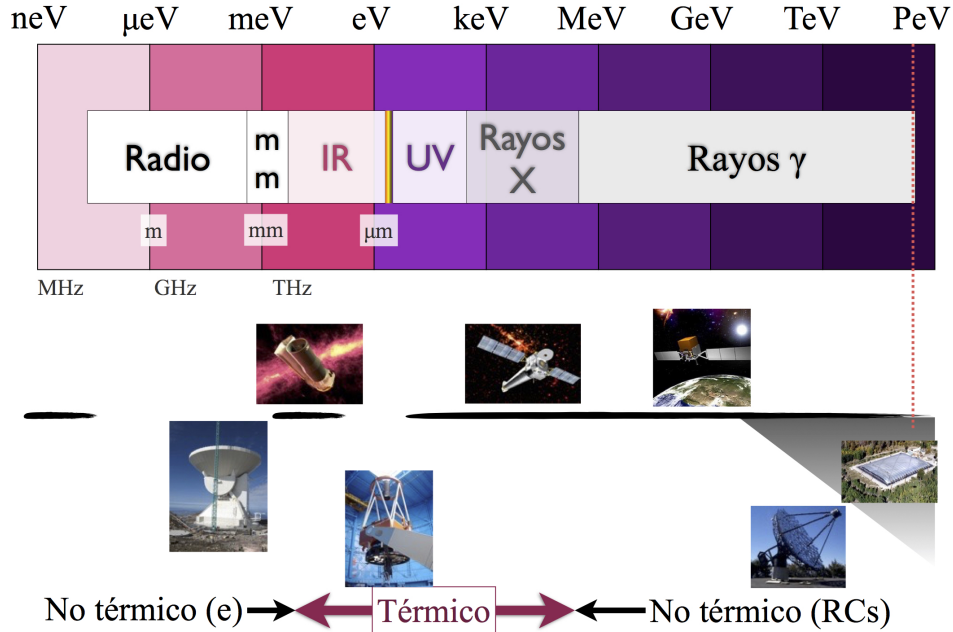 neV μeV meV eV keV MeV GeV TeV PeV
Radio
m
m
IR
UV
Rayos
X
Rayos γ
m mm μm
MHz GHz THz
No térmico (e) Térmico No térmico (RCs)